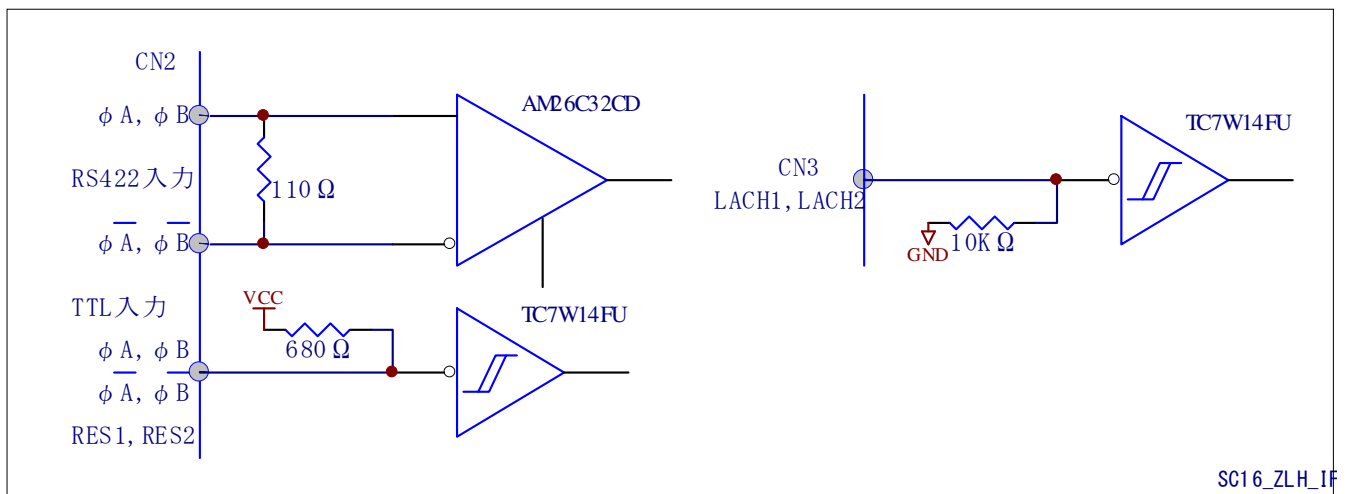 CN2
φA, φB
RS422入力
φA, φB
TTL入力
φA, φB
φA, φB
RES1, RES2
110Ω
AM26C32CD
VCC
680Ω
TC7W14FU
CN3
LACH1, LACH2
GND
10KΩ
TC7W14FU
SC16_ZLH_IF